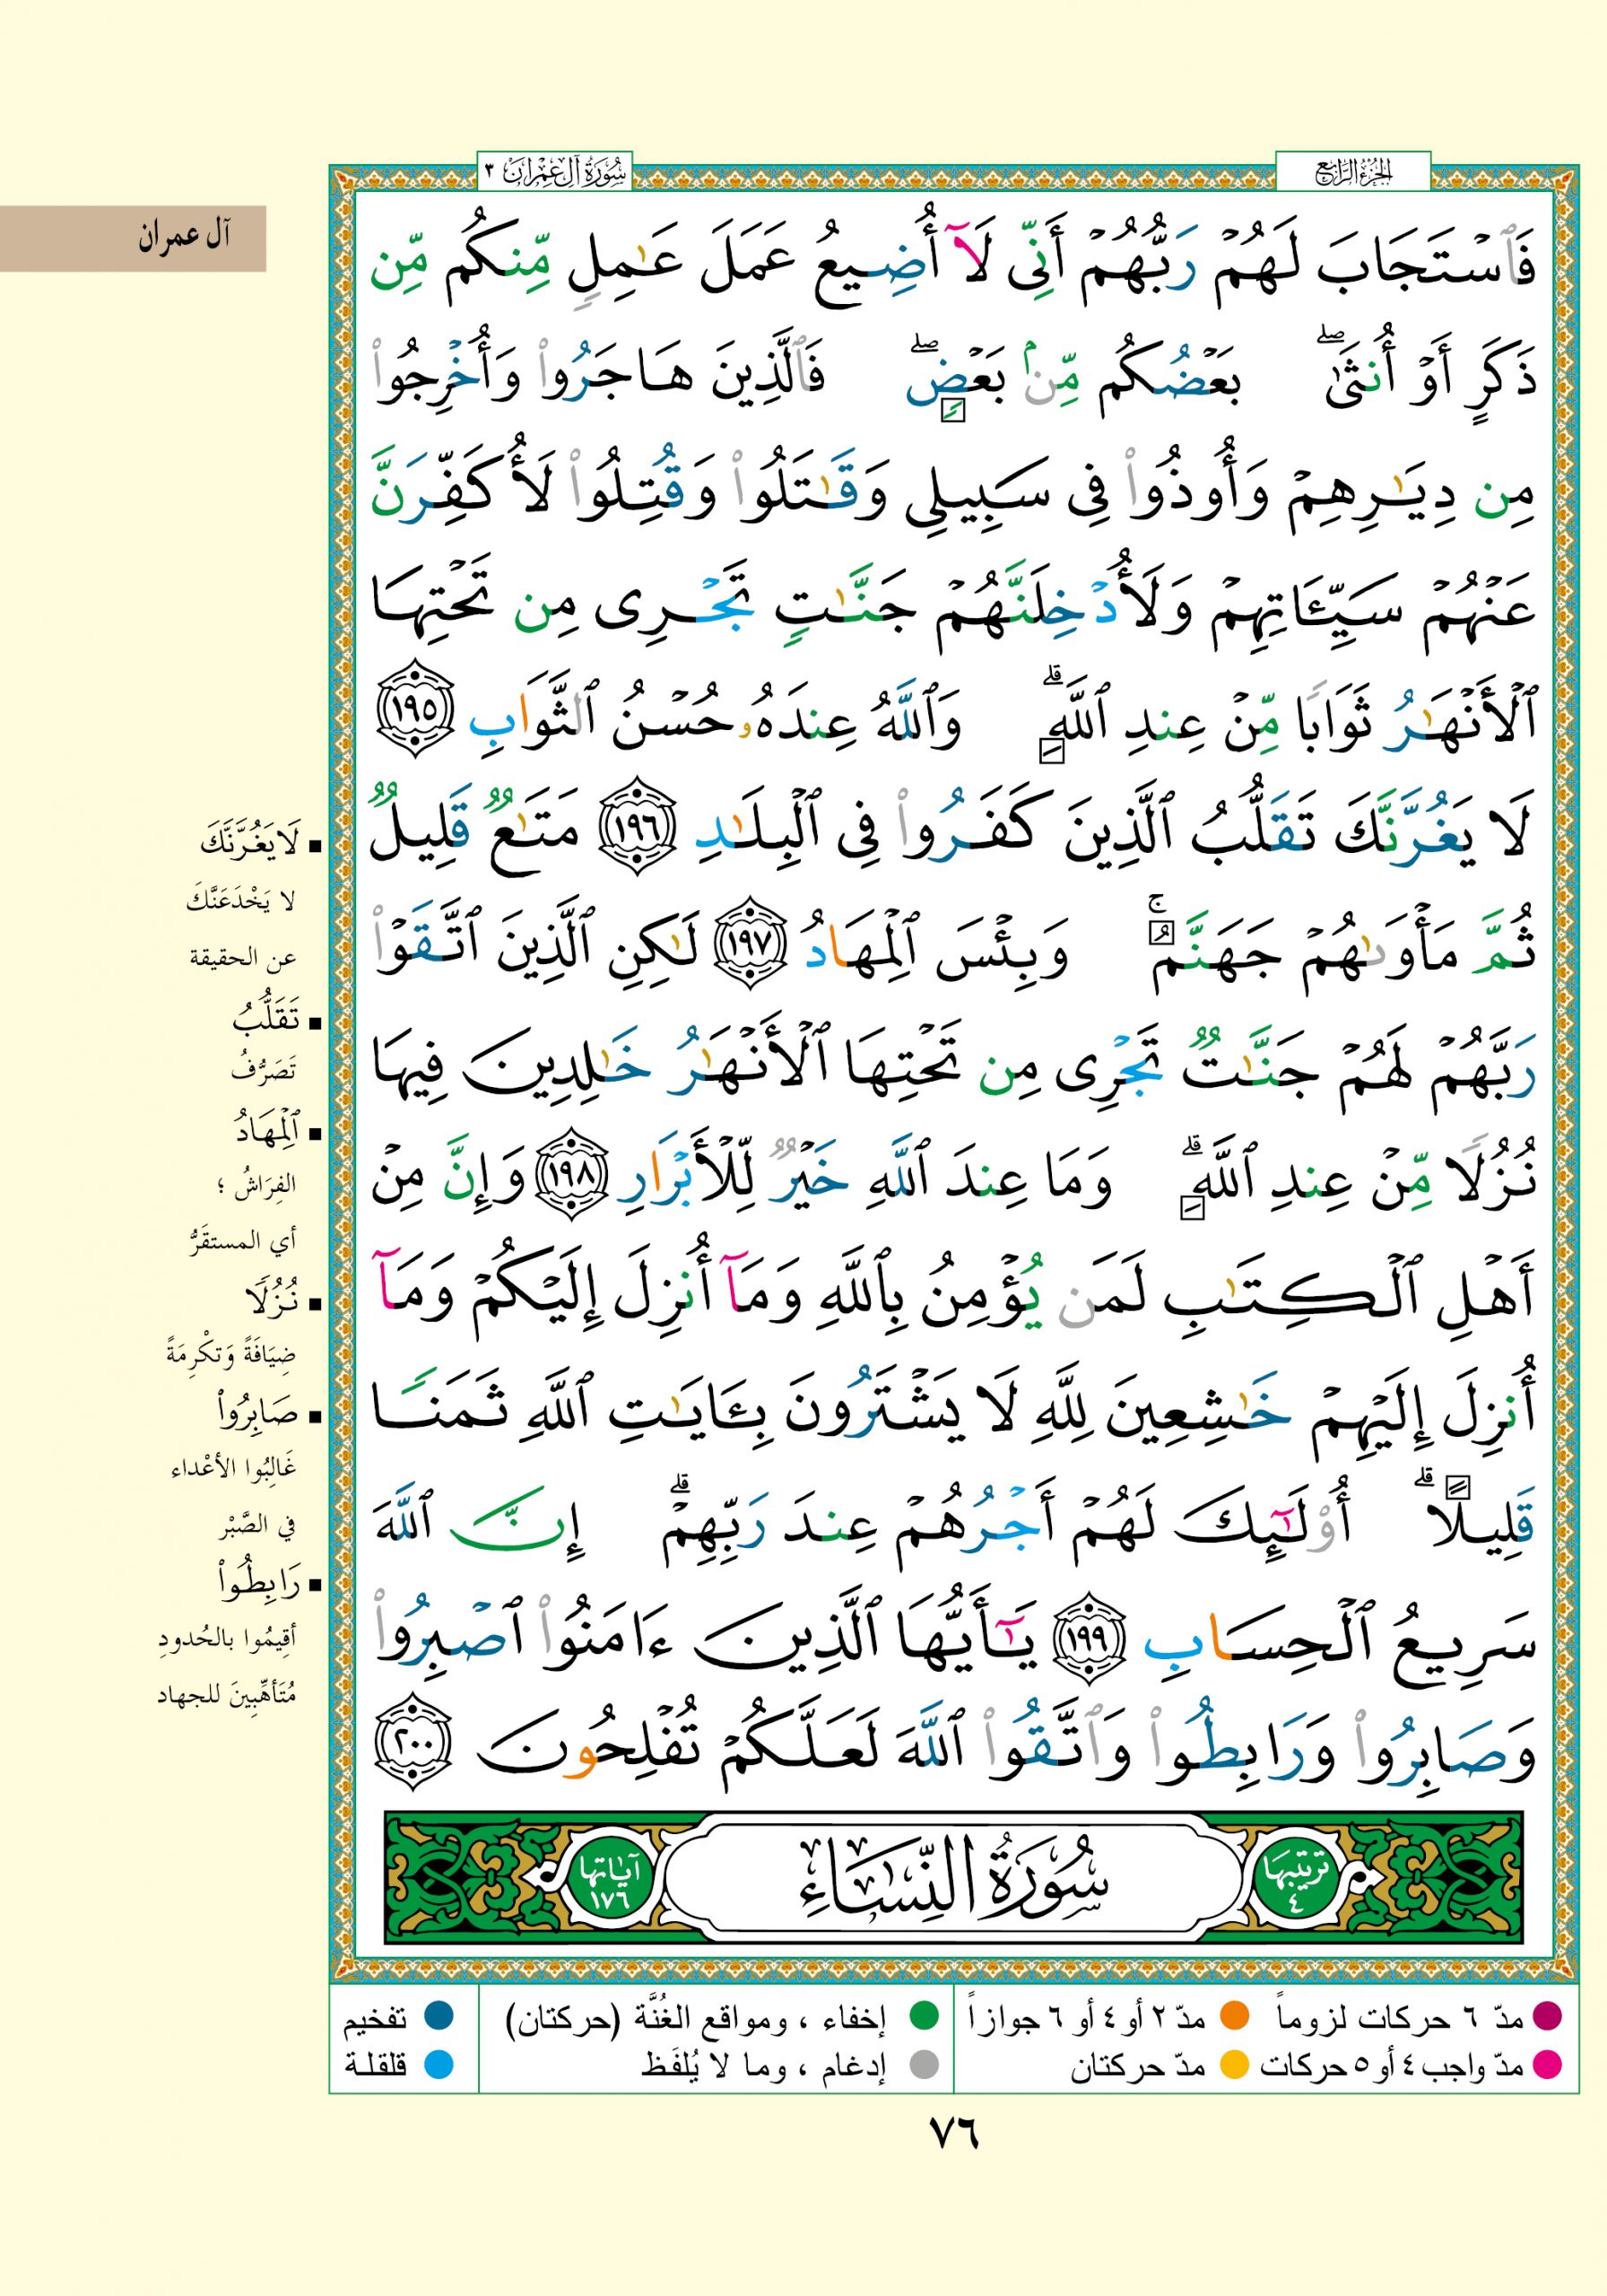 الجزء الرابع
سُورَةُ آلِ عِمْرَان ٣
آل عمران
فَٱسْتَجَابَ لَهُمْ رَبُّهُمْ أَنِّى لَآ أُضِيعُ عَمَلَ عَـٰمِلٍ مِّنكُم مِّن
ذَكَرٍ أَوْ أُنثَىٰ ۖ بَعْضُكُم مِّنۢ بَعْضٍ ۖ فَٱلَّذِينَ هَاجَرُوا۟ وَأُخْرِجُوا۟
مِن دِيَـٰرِهِمْ وَأُوذُوا۟ فِى سَبِيلِى وَقَـٰتَلُوا۟ وَقُتِلُوا۟ لَأُكَفِّرَنَّ
عَنْهُمْ سَيِّـَٔاتِهِمْ وَلَأُدْخِلَنَّهُمْ جَنَّـٰتٍ تَجْرِى مِن تَحْتِهَا
ٱلْأَنْهَـٰرُ ثَوَابًا مِّنْ عِندِ ٱللَّهِ ۗ وَٱللَّهُ عِندَهُۥ حُسْنُ ٱلثَّوَابِ ١٩٥
لَا يَغُرَّنَّكَ تَقَلُّبُ ٱلَّذِينَ كَفَرُوا۟ فِى ٱلْبِلَـٰدِ ١٩٦ مَتَـٰعٌ قَلِيلٌ
ثُمَّ مَأْوَىٰهُمْ جَهَنَّمُ ۚ وَبِئْسَ ٱلْمِهَادُ ١٩٧ لَـٰكِنِ ٱلَّذِينَ ٱتَّقَوْا۟
رَبَّهُمْ لَهُمْ جَنَّـٰتٌ تَجْرِى مِن تَحْتِهَا ٱلْأَنْهَـٰرُ خَـٰلِدِينَ فِيهَا
نُزُلًا مِّنْ عِندِ ٱللَّهِ ۗ وَمَا عِندَ ٱللَّهِ خَيْرٌ لِّلْأَبْرَارِ ١٩٨ وَإِنَّ مِنْ
أَهْلِ ٱلْكِتَـٰبِ لَمَن يُؤْمِنُ بِٱللَّهِ وَمَآ أُنزِلَ إِلَيْكُمْ وَمَآ
أُنزِلَ إِلَيْهِمْ خَـٰشِعِينَ لِلَّهِ لَا يَشْتَرُونَ بِـَٔايَـٰتِ ٱللَّهِ ثَمَنًا
قَلِيلًا ۗ أُو۟لَـٰٓئِكَ لَهُمْ أَجْرُهُمْ عِندَ رَبِّهِمْ ۗ إِنَّ ٱللَّهَ
سَرِيعُ ٱلْحِسَابِ ١٩٩ يَـٰٓأَيُّهَا ٱلَّذِينَ ءَامَنُوا۟ ٱصْبِرُوا۟
وَصَابِرُوا۟ وَرَابِطُوا۟ وَٱتَّقُوا۟ ٱللَّهَ لَعَلَّكُمْ تُفْلِحُونَ ٢٠٠
ترتيبها ٤
سُورَةُ النِّسَاءِ
آياتها ١٧٦
لَا يَغُرَّنَّكَ
لا يَخْدَعَنَّكَ
عن الحقيقة
تَقَلُّبُ
تَصَرُّفُ
ٱلْمِهَادُ
الفِرَاشُ ؛
أي المستقَرُّ
نُزُلًا
ضِيَافَةً وَتكْرِمَةً
صَابِرُوا۟
غَالِبُوا الأعْداء
في الصَّبْر
رَابِطُوا۟
أقِيمُوا بالحُدودِ
مُتَأهِّبِينَ للجهاد
مدّ ٦ حركات لزوماً
مدّ ٢ أو ٤ أو ٦ جوازاً
إخفاء ، ومواقع الغُنَّة (حركتان)
تفخيم
مدّ واجب ٤ أو ٥ حركات
مدّ حركتان
إدغام ، وما لا يُلفَظ
قلقلة
٧٦